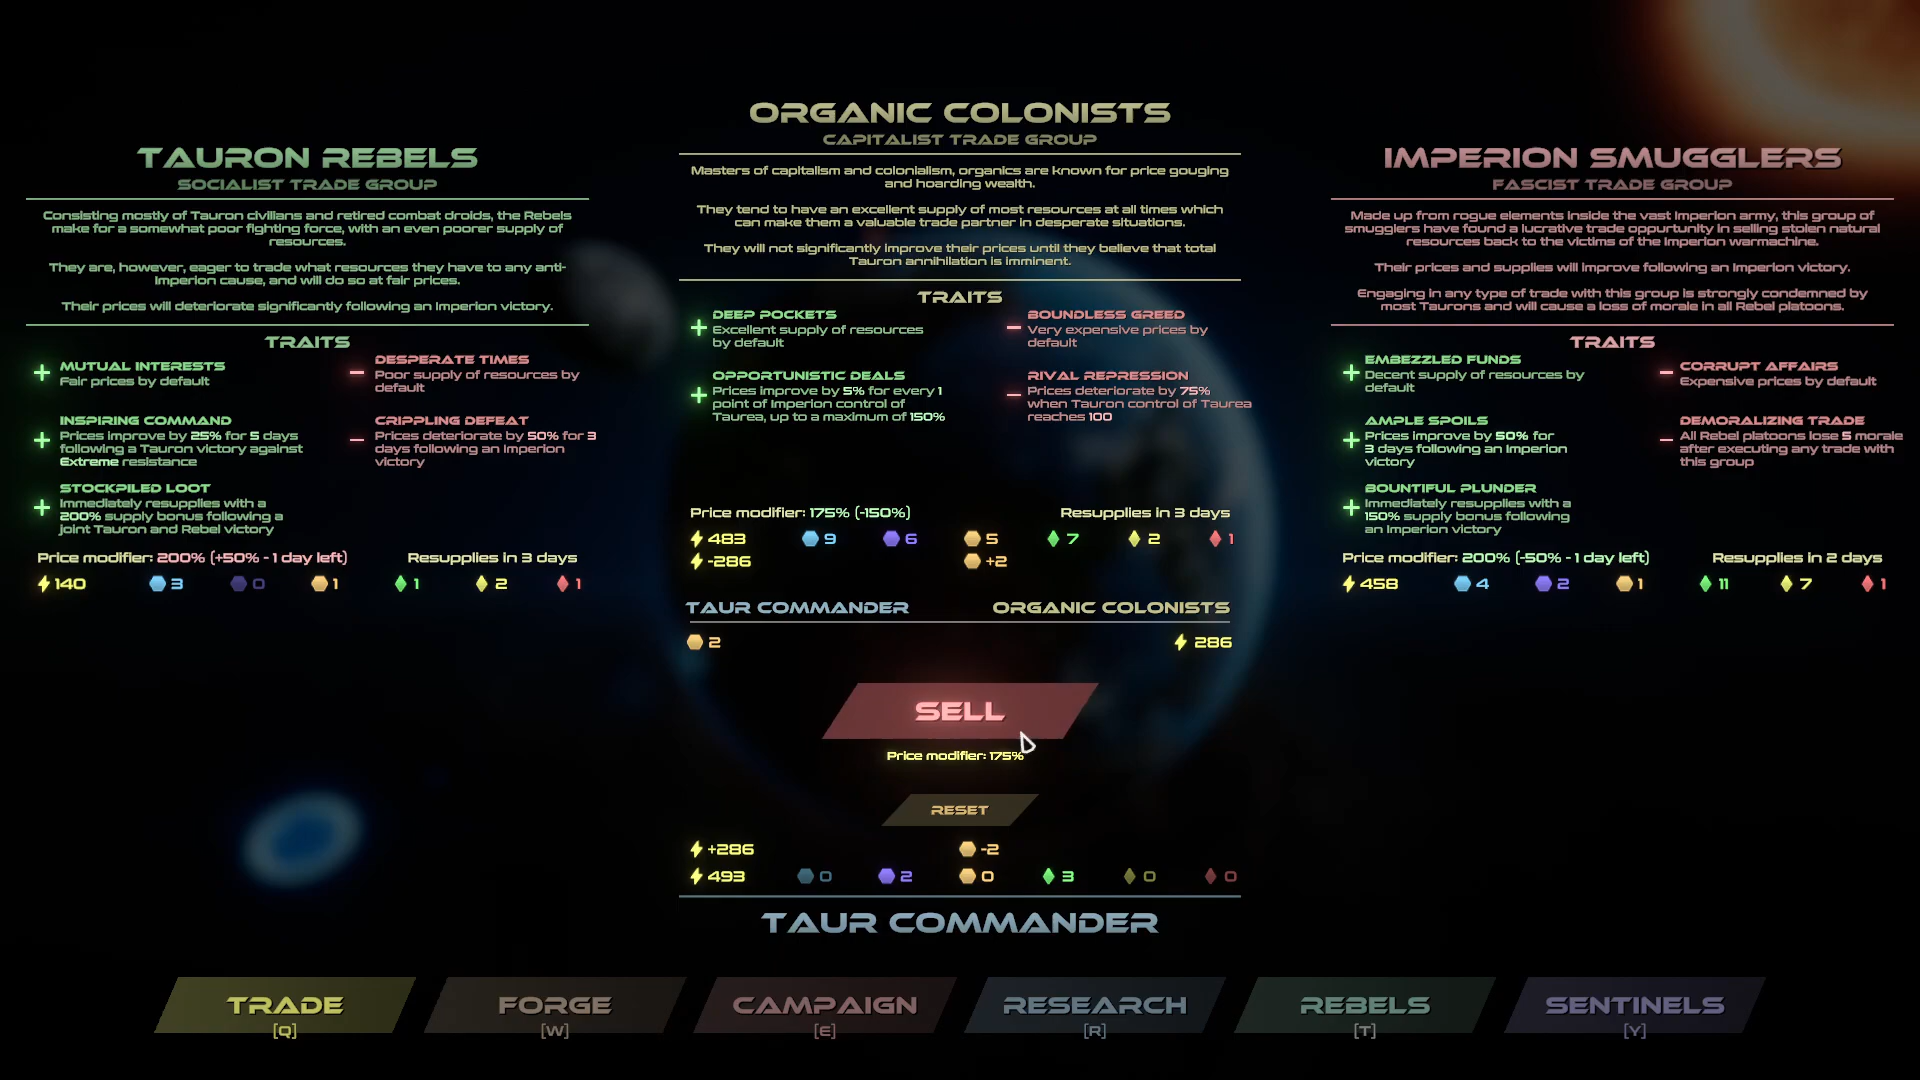 TAURON REBELS
SOCIALIST TRADE GROUP
Consisting mostly of Tauron civilians and retired combat droids, the Rebels
make for a somewhat poor fighting force, with an even poorer supply of
resources.
They are, however, eager to trade what resources they have to any anti-
Imperion cause, and will do so at fair prices.
Their prices will deteriorate significantly following an Imperion victory.
TRAITS
+ MUTUAL INTERESTS
Fair prices by default
+ INSPIRING COMMAND
Prices improve by 25% for 5 days
following a Tauron victory against
Extreme resistance
+ STOCKPILED LOOT
Immediately resupplies with a
200% supply bonus following a
joint Tauron and Rebel victory
- DESPERATE TIMES
Poor supply of resources by
default
- CRIPPLING DEFEAT
Prices deteriorate by 50% for 3
days following an Imperion
victory
Price modifier: 200% (+50% - 1 day left) Resupplies in 3 days
140 3 0 1 1 2 1
ORGANIC COLONISTS
CAPITALIST TRADE GROUP
Masters of capitalism and colonialism, organics are known for price gouging
and hoarding wealth.
They tend to have an excellent supply of most resources at all times which
can make them a valuable trade partner in desperate situations.
They will not significantly improve their prices until they believe that total
Tauron annihilation is imminent.
TRAITS
+ DEEP POCKETS
Excellent supply of resources
by default
+ OPPORTUNISTIC DEALS
Prices improve by 5% for every 1
point of Imperion control of
Taurea, up to a maximum of 150%
- BOUNDLESS GREED
Very expensive prices by
default
- RIVAL REPRESSION
Prices deteriorate by 75%
when Tauron control of Taurea
reaches 100
Price modifier: 175% (-150%) Resupplies in 3 days
483 9 6 5 7 2 1
-286 +2
TAUR COMMANDER ORGANIC COLONISTS
2 286
SELL
Price modifier: 175%
RESET
+286 -2
493 0 2 0 3 0 0
TAUR COMMANDER
IMPERION SMUGGLERS
FASCIST TRADE GROUP
Made up from rogue elements inside the vast Imperion army, this group of
smugglers have found a lucrative trade opportunity in selling stolen natural
resources back to the victims of the Imperion warmachine.
Their prices and supplies will improve following an Imperion victory.
Engaging in any type of trade with this group is strongly condemned by
most Taurons and will cause a loss of morale in all Rebel platoons.
TRAITS
+ EMBEZZLED FUNDS
Decent supply of resources by
default
+ AMPLE SPOILS
Prices improve by 50% for
3 days following an Imperion
victory
+ BOUNTIFUL PLUNDER
Immediately resupplies with a
150% supply bonus following
an Imperion victory
- CORRUPT AFFAIRS
Expensive prices by default
- DEMORALIZING TRADE
All Rebel platoons lose 5 morale
after executing any trade with
this group
Price modifier: 200% (-50% - 1 day left) Resupplies in 2 days
458 4 2 1 11 7 1
TRADE
[Q]
FORGE
[W]
CAMPAIGN
[E]
RESEARCH
[R]
REBELS
[T]
SENTINELS
[Y]